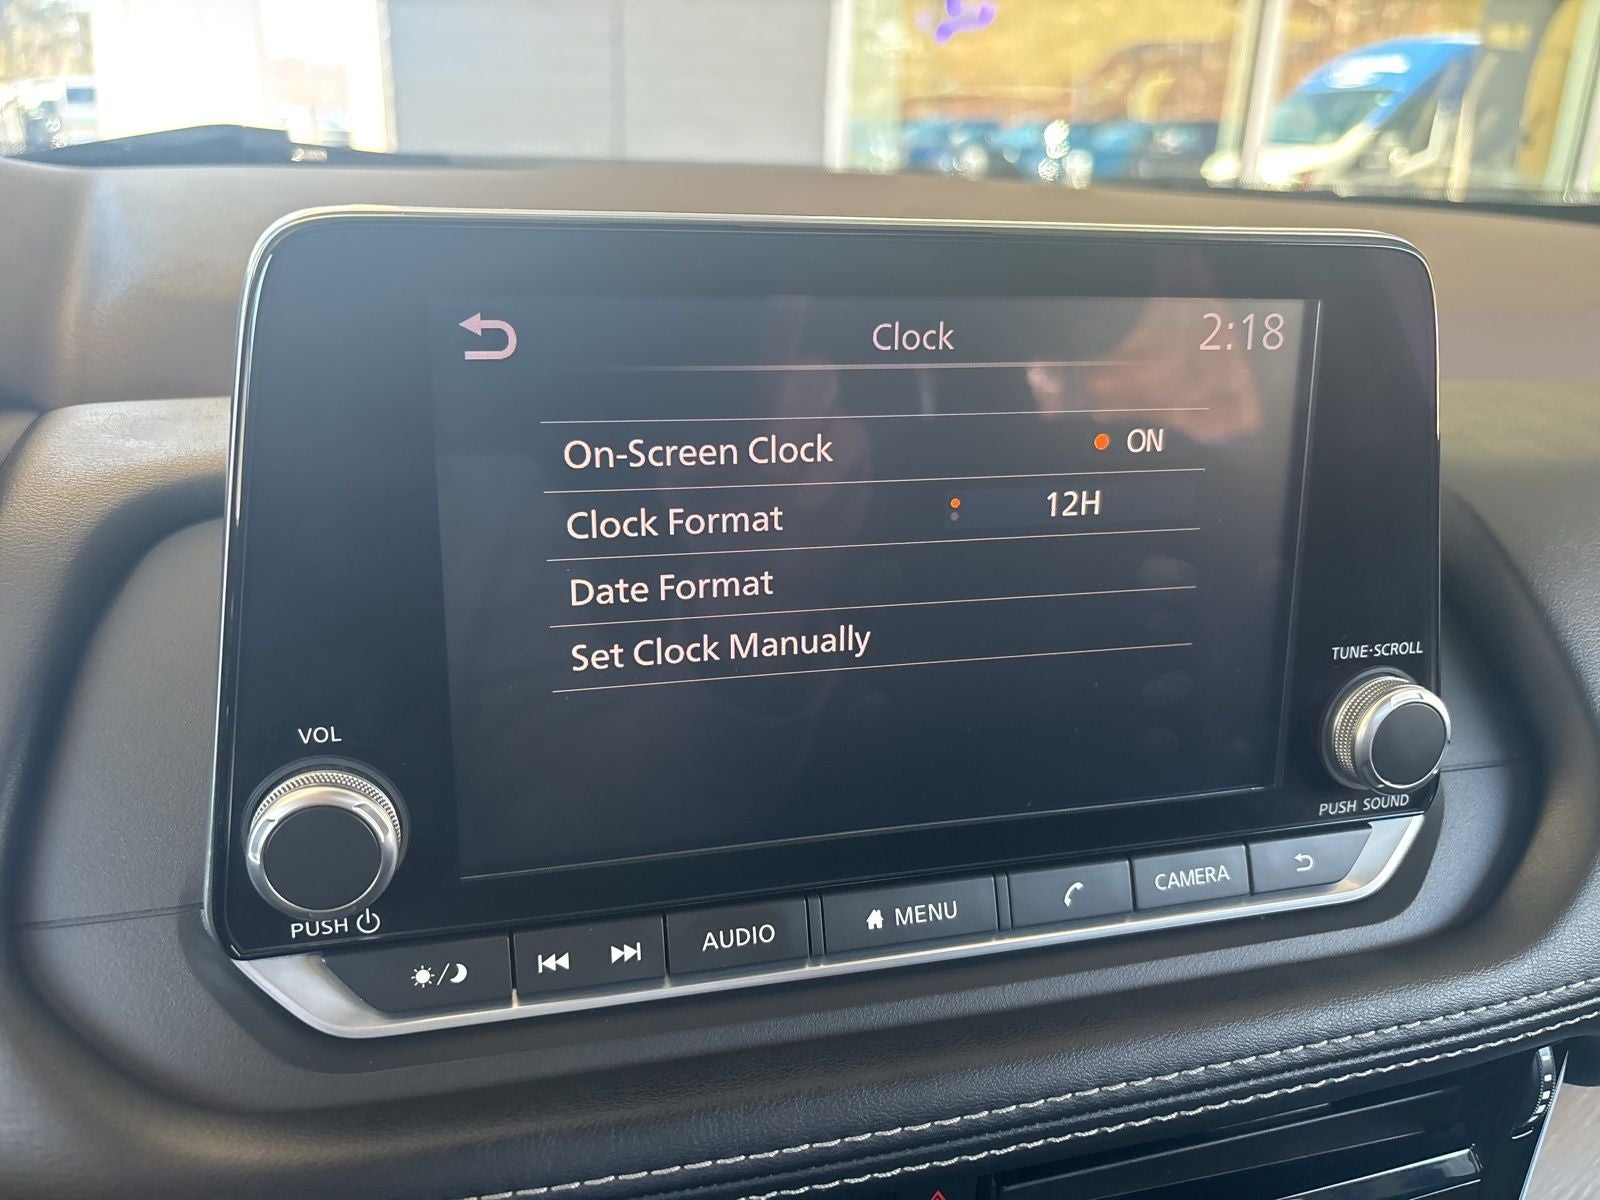 Clock 2:18
On-Screen Clock ON
Clock Format 12H
Date Format
Set Clock Manually
TUNE·SCROLL
VOL
PUSH SOUND
PUSH
AUDIO
MENU
CAMERA